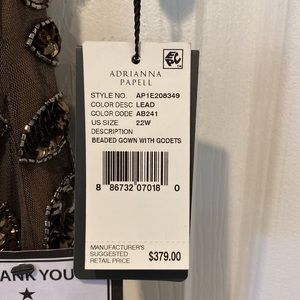 ADRIANNA
PAPELL
STYLE NO. AP1E208349
COLOR DESC LEAD
COLOR CODE AB241
US SIZE 22W
DESCRIPTION
BEADED GOWN WITH GODETS
8 86732 07018 0
MANUFACTURER'S
SUGGESTED
RETAIL PRICE $379.00
ANK YOU